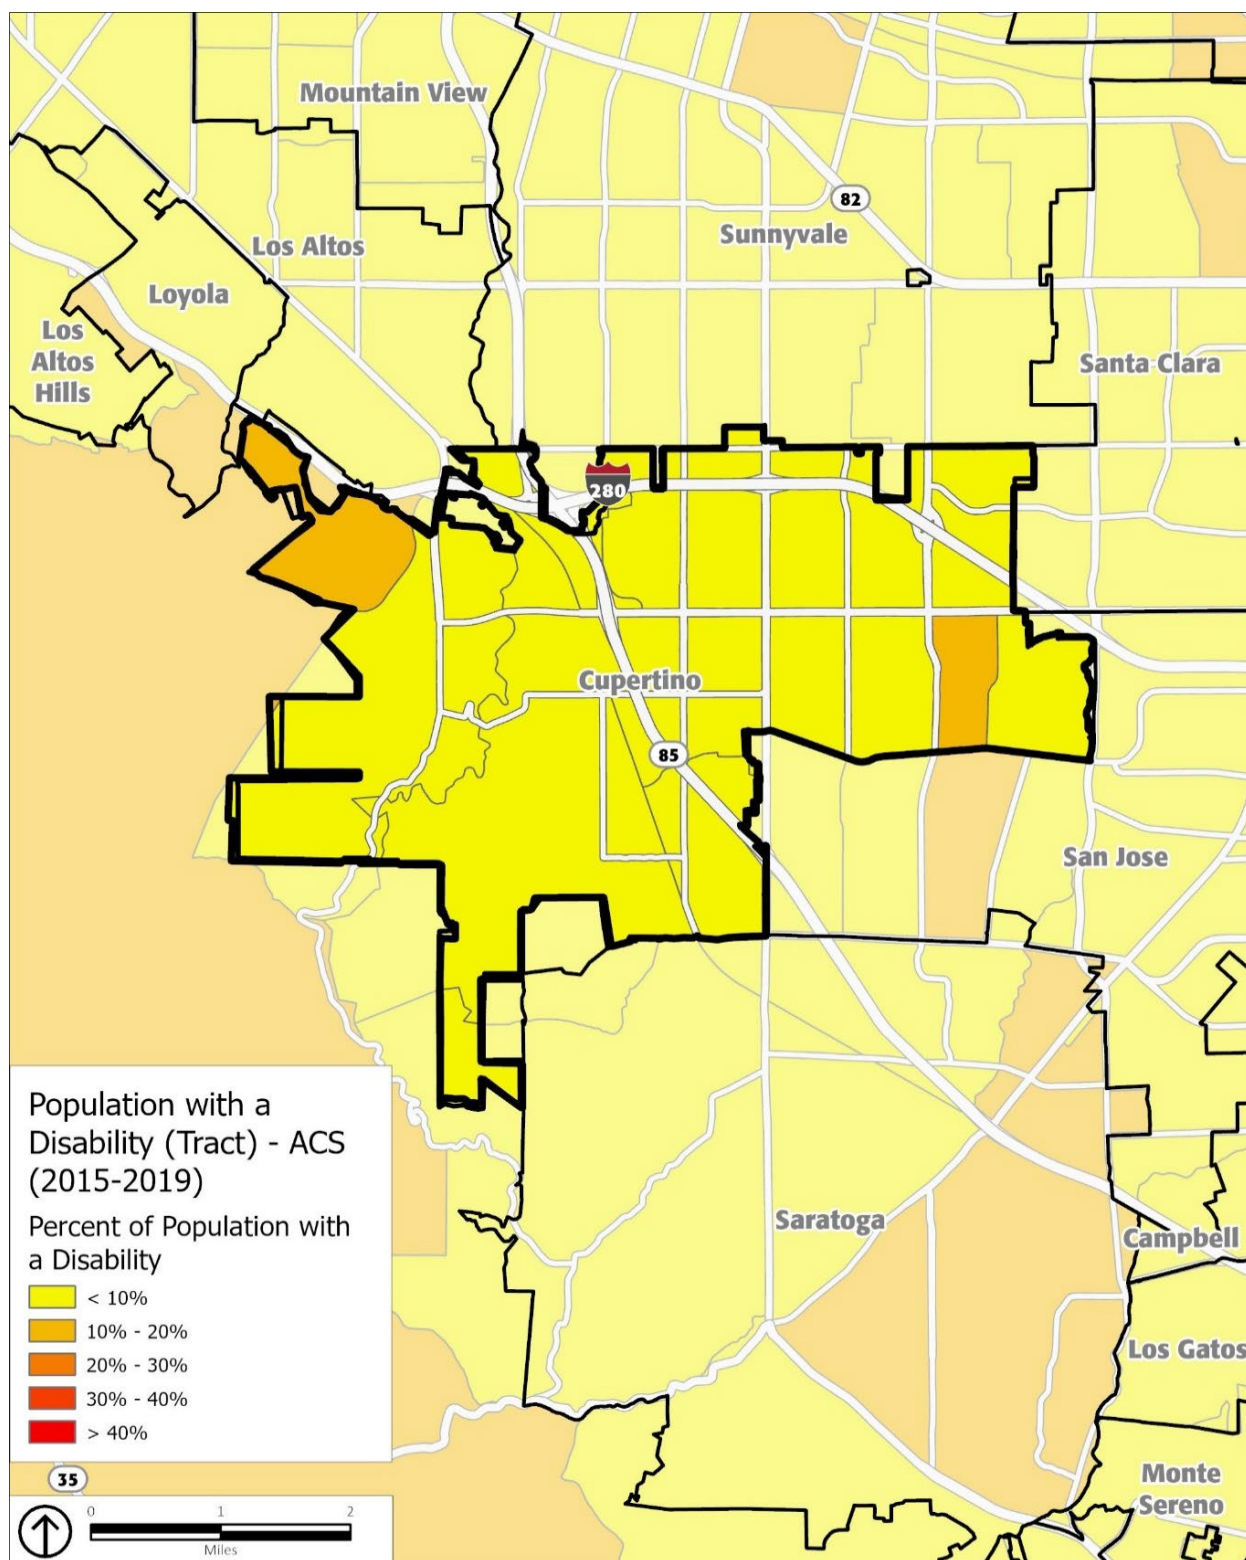 Mountain View
82
Los Altos
Sunnyvale
Loyola
Los
Altos
Hills
Santa Clara
280
Cupertino
85
San Jose
Population with a
Disability (Tract) - ACS
(2015-2019)
Percent of Population with
a Disability
< 10%
10% - 20%
20% - 30%
30% - 40%
> 40%
Saratoga
Campbell
Los Gatos
Monte
Sereno
35
0 1 2
Miles